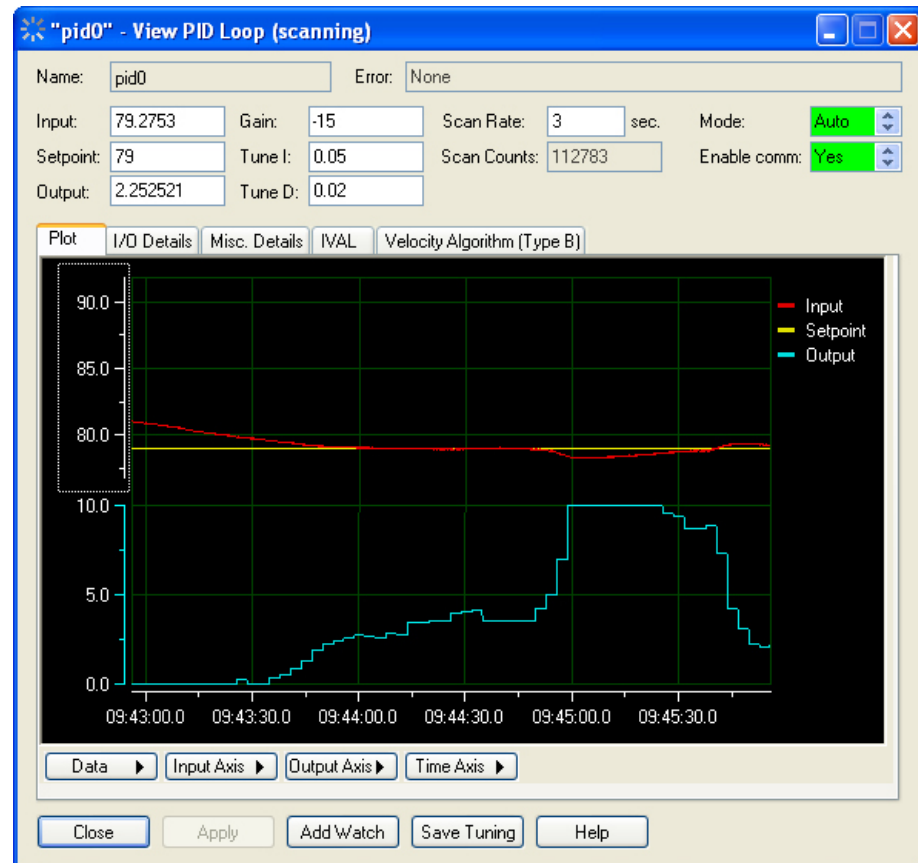 "pid0" - View PID Loop (scanning)
Name: pid0 Error: None
Input: 79.2753 Gain: -15 Scan Rate: 3 sec. Mode: Auto
Setpoint: 79 Tune I: 0.05 Scan Counts: 112783 Enable comm: Yes
Output: 2.252521 Tune D: 0.02
Plot I/O Details Misc. Details IVAL Velocity Algorithm (Type B)
90.0
Input
Setpoint
Output
85.0
80.0
10.0
5.0
0.0
09:43:00.0 09:43:30.0 09:44:00.0 09:44:30.0 09:45:00.0 09:45:30.0
Data Input Axis Output Axis Time Axis
Close Apply Add Watch Save Tuning Help